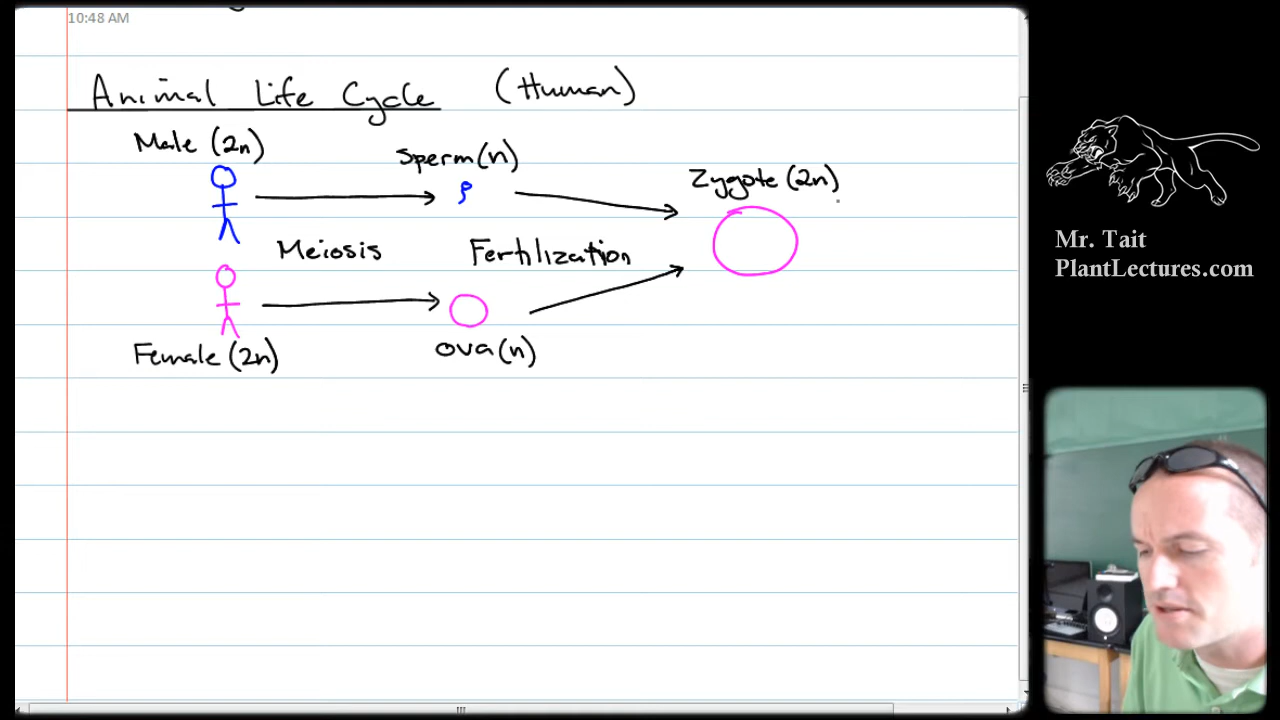 10:48 AM
Animal Life Cycle (Human)
Male (2n)
Sperm(n)
Zygote (2n)
Meiosis
Fertilization
Female (2n)
ova(n)
Mr. Tait
PlantLectures.com